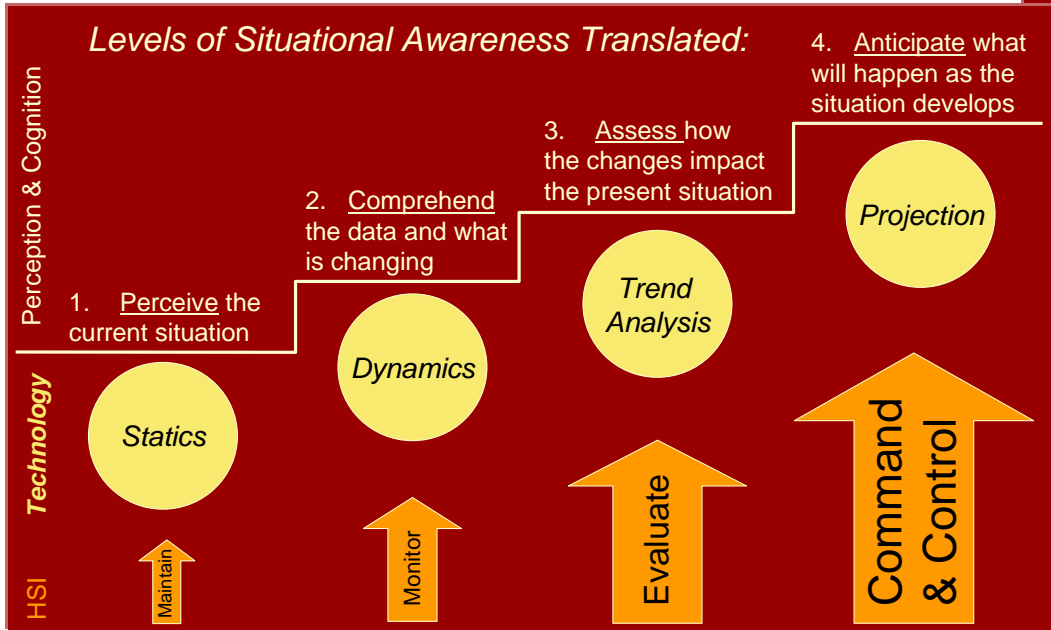 Levels of Situational Awareness Translated:
Perception & Cognition
1. Perceive the
current situation
2. Comprehend
the data and what
is changing
3. Assess how
the changes impact
the present situation
4. Anticipate what
will happen as the
situation develops
Technology
Statics
Dynamics
Trend
Analysis
Projection
HSI
Maintain
Monitor
Evaluate
Command
& Control